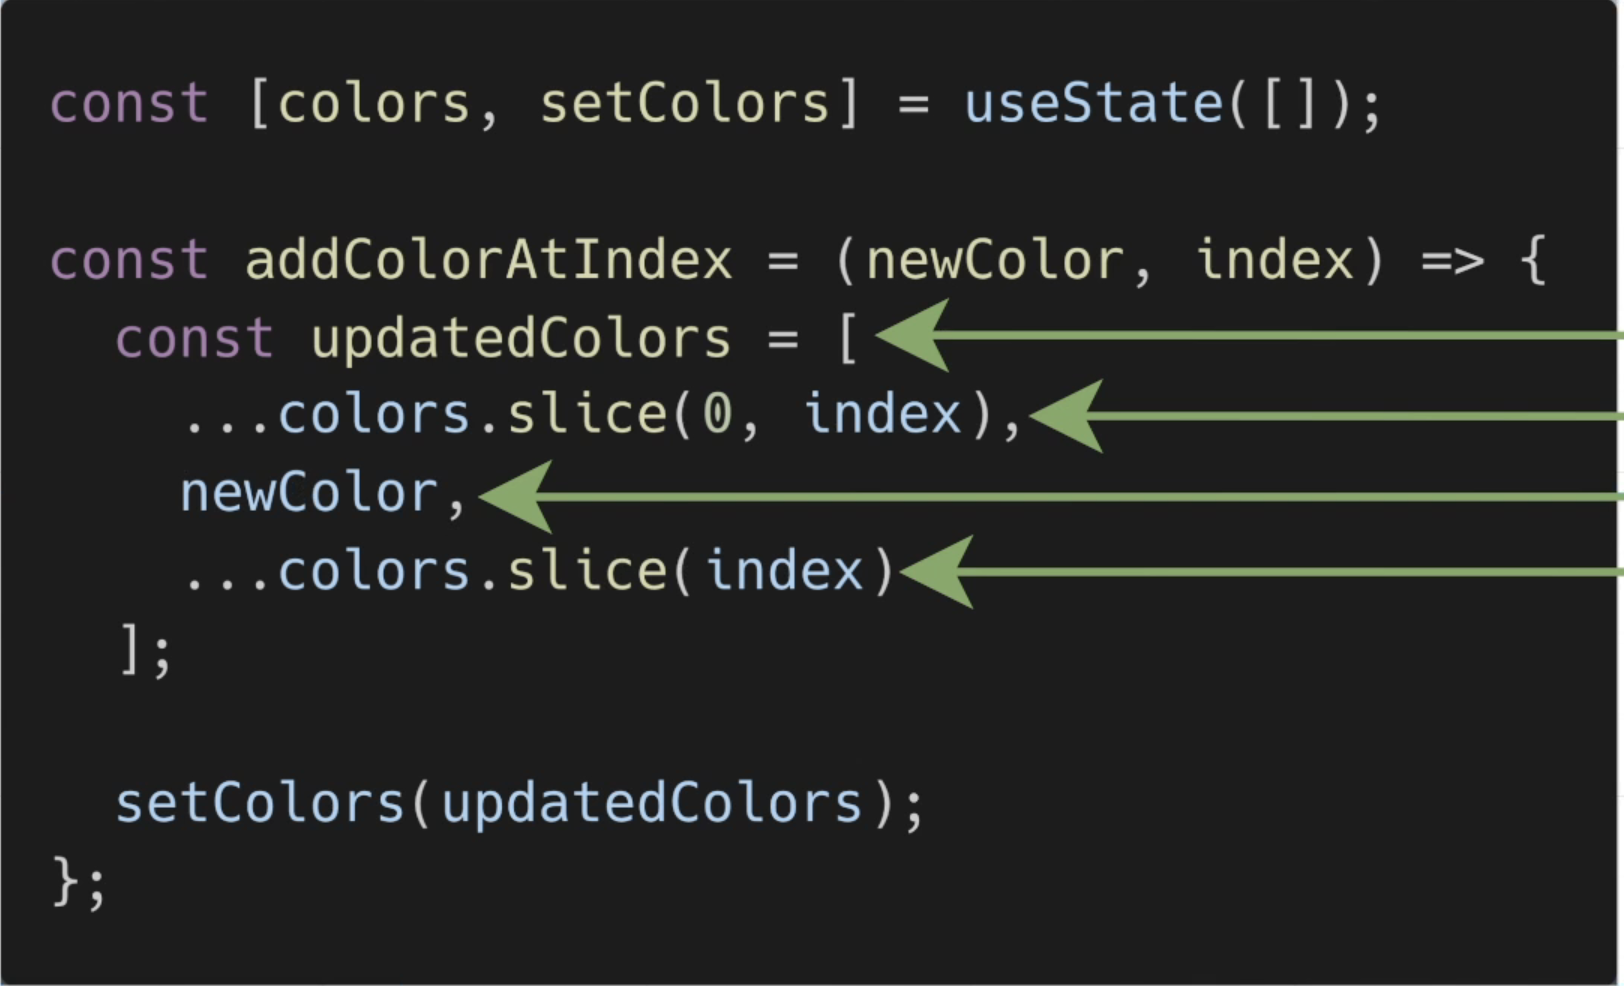 const [colors, setColors] = useState([]);
const addColorAtIndex = (newColor, index) => {
const updatedColors = [
...colors.slice(0, index),
newColor,
...colors.slice(index)
];
setColors(updatedColors);
};